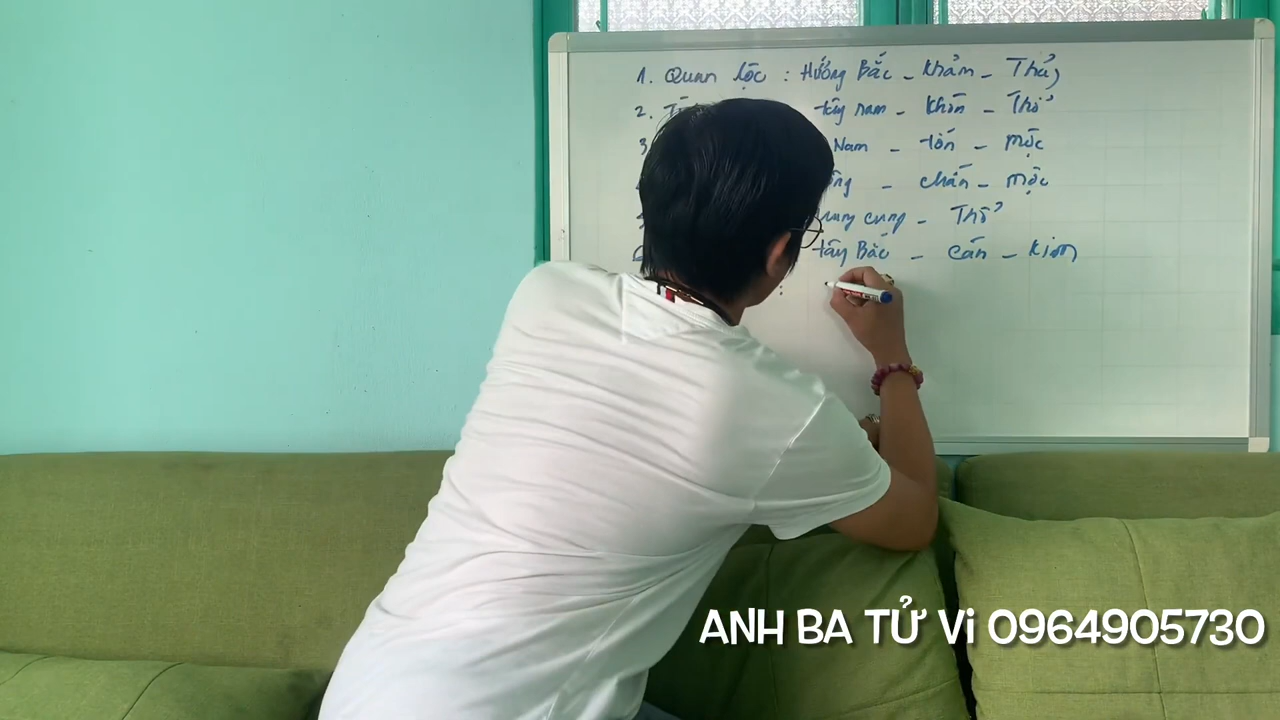 1. Quan lộc : Hướng Bắc - Khảm - Thủy
2. tây nam - Khôn - Thổ
3 Nam - tốn - mộc
- chấn - mộc
cung - Thổ
tây Bắc - cấn - kim
:
ANH BA TỬ Vi 0964905730